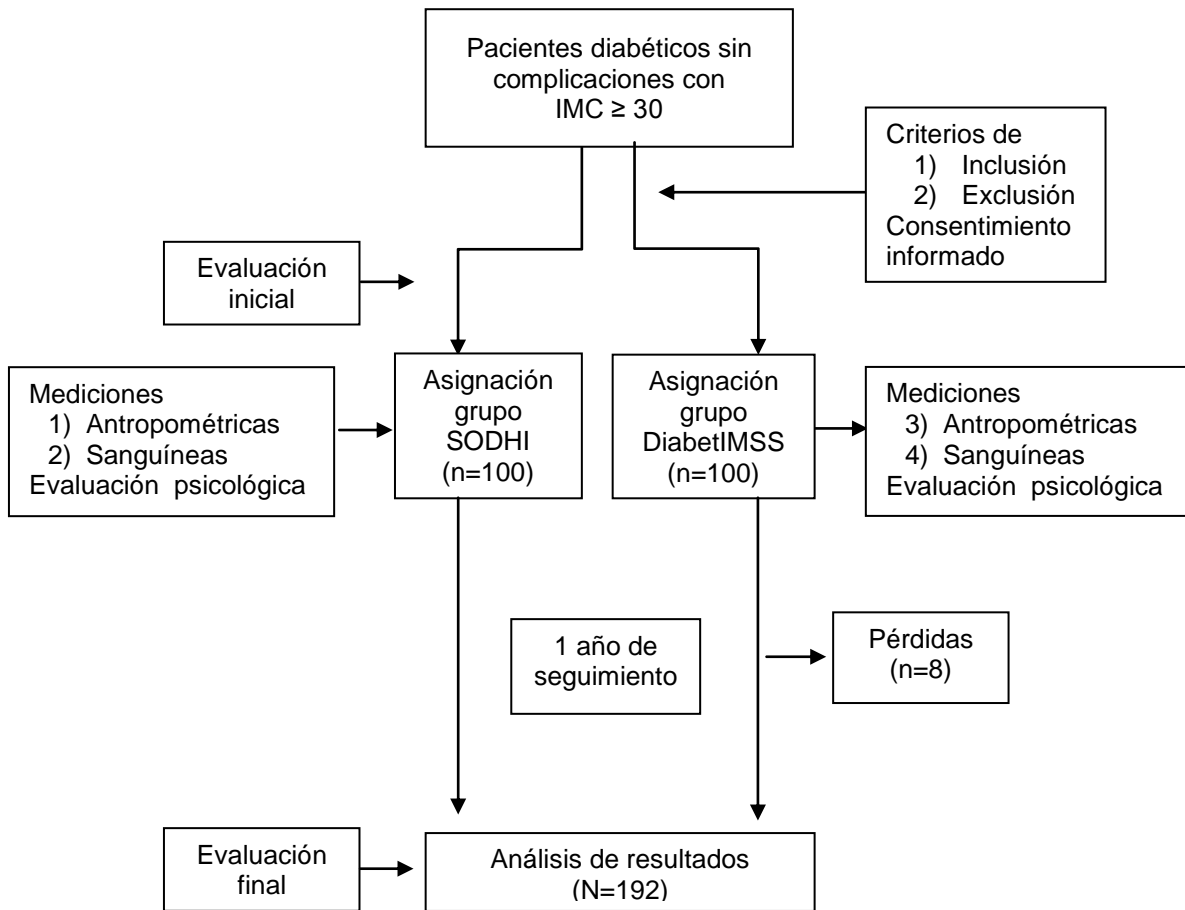 Pacientes diabéticos sin
complicaciones con
IMC ≥ 30
Criterios de
1) Inclusión
2) Exclusión
Consentimiento
informado
Evaluación
inicial
Mediciones
1) Antropométricas
2) Sanguíneas
Evaluación psicológica
Asignación
grupo
SODHI
(n=100)
Asignación
grupo
DiabetIMSS
(n=100)
Mediciones
3) Antropométricas
4) Sanguíneas
Evaluación psicológica
1 año de
seguimiento
Pérdidas
(n=8)
Evaluación
final
Análisis de resultados
(N=192)